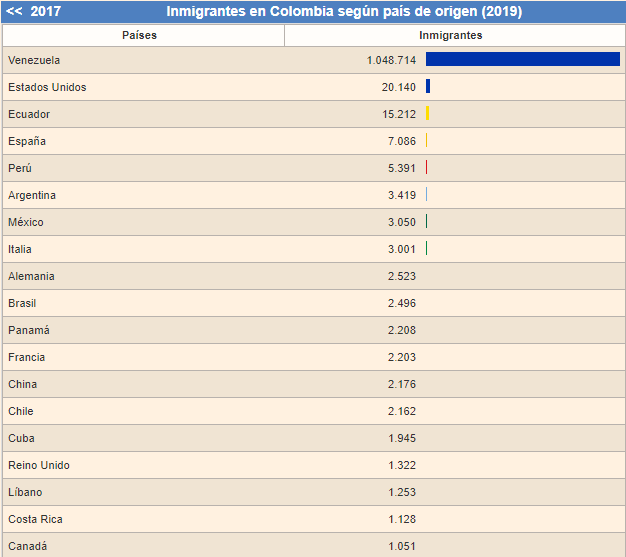 << 2017 Inmigrantes en Colombia según país de origen (2019)
Países Inmigrantes
Venezuela 1.048.714
Estados Unidos 20.140
Ecuador 15.212
España 7.086
Perú 5.391
Argentina 3.419
México 3.050
Italia 3.001
Alemania 2.523
Brasil 2.496
Panamá 2.208
Francia 2.203
China 2.176
Chile 2.162
Cuba 1.945
Reino Unido 1.322
Líbano 1.253
Costa Rica 1.128
Canadá 1.051